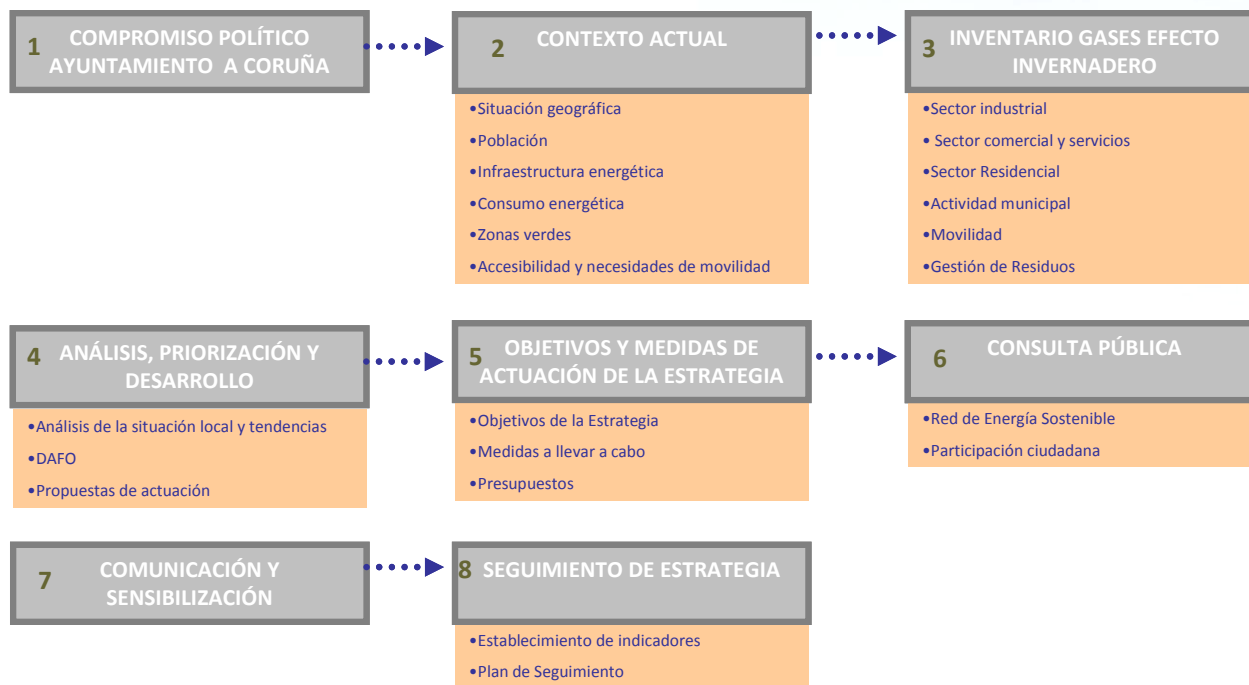 1 COMPROMISO POLÍTICO
AYUNTAMIENTO A CORUÑA
2 CONTEXTO ACTUAL
•Situación geográfica
•Población
•Infraestructura energética
•Consumo energética
•Zonas verdes
•Accesibilidad y necesidades de movilidad
3 INVENTARIO GASES EFECTO
INVERNADERO
•Sector industrial
• Sector comercial y servicios
•Sector Residencial
•Actividad municipal
•Movilidad
•Gestión de Residuos
4 ANÁLISIS, PRIORIZACIÓN Y
DESARROLLO
•Análisis de la situación local y tendencias
•DAFO
•Propuestas de actuación
5 OBJETIVOS Y MEDIDAS DE
ACTUACIÓN DE LA ESTRATEGIA
•Objetivos de la Estrategia
•Medidas a llevar a cabo
•Presupuestos
6 CONSULTA PÚBLICA
•Red de Energía Sostenible
•Participación ciudadana
7 COMUNICACIÓN Y
SENSIBILIZACIÓN
8 SEGUIMIENTO DE ESTRATEGIA
•Establecimiento de indicadores
•Plan de Seguimiento